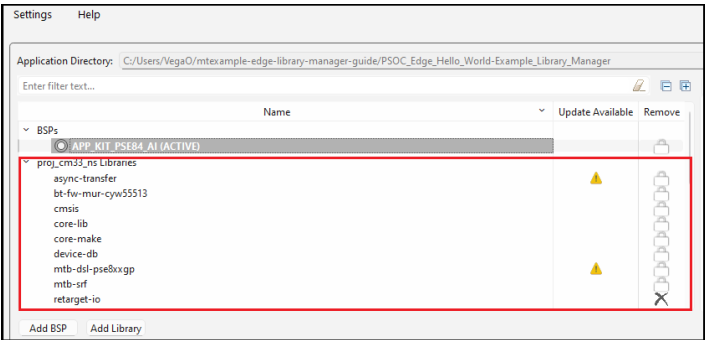 Settings Help
Application Directory: C:/Users/VegaO/mtexample-edge-library-manager-guide/PSOC_Edge_Hello_World-Example_Library_Manager
Enter filter text...
Name Update Available Remove
BSPs
APP_KIT_PSE84_AI (ACTIVE)
proj_cm33_ns Libraries
async-transfer
bt-fw-mur-cyw55513
cmsis
core-lib
core-make
device-db
mtb-dsl-pse8xxgp
mtb-srf
retarget-io
Add BSP Add Library